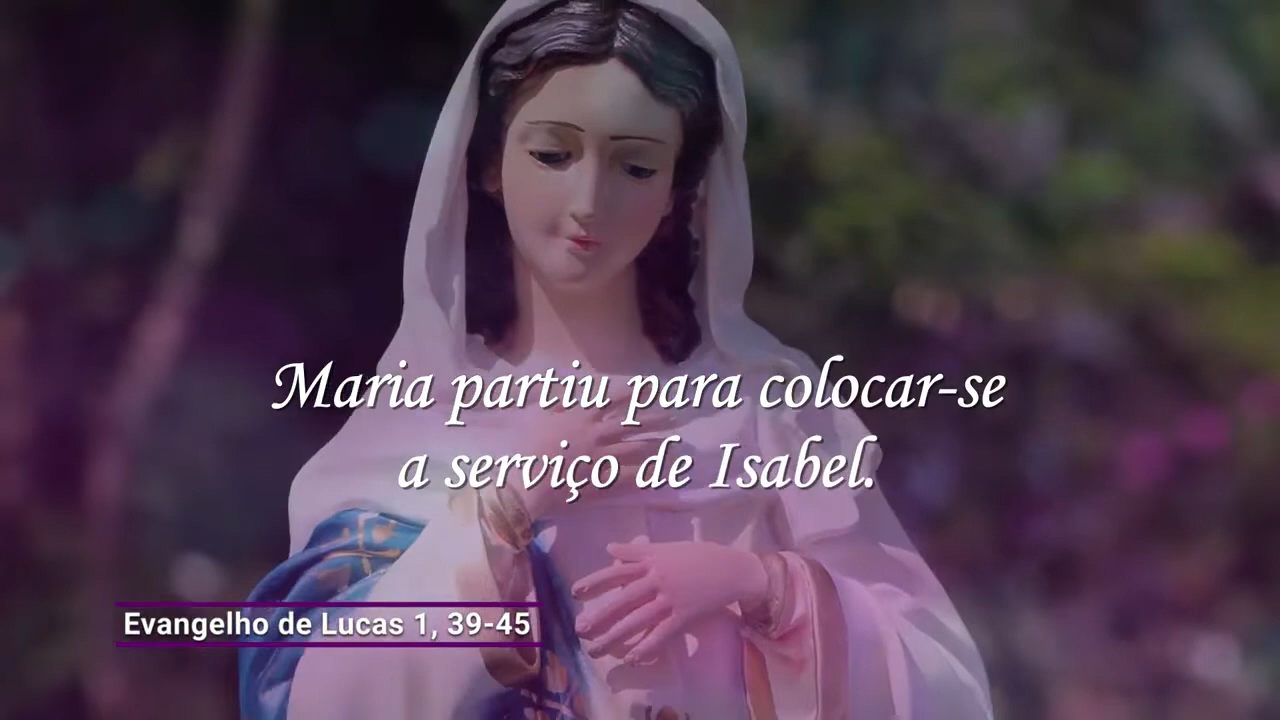 Maria partiu para colocar-se
a serviço de Isabel.
Evangelho de Lucas 1, 39-45